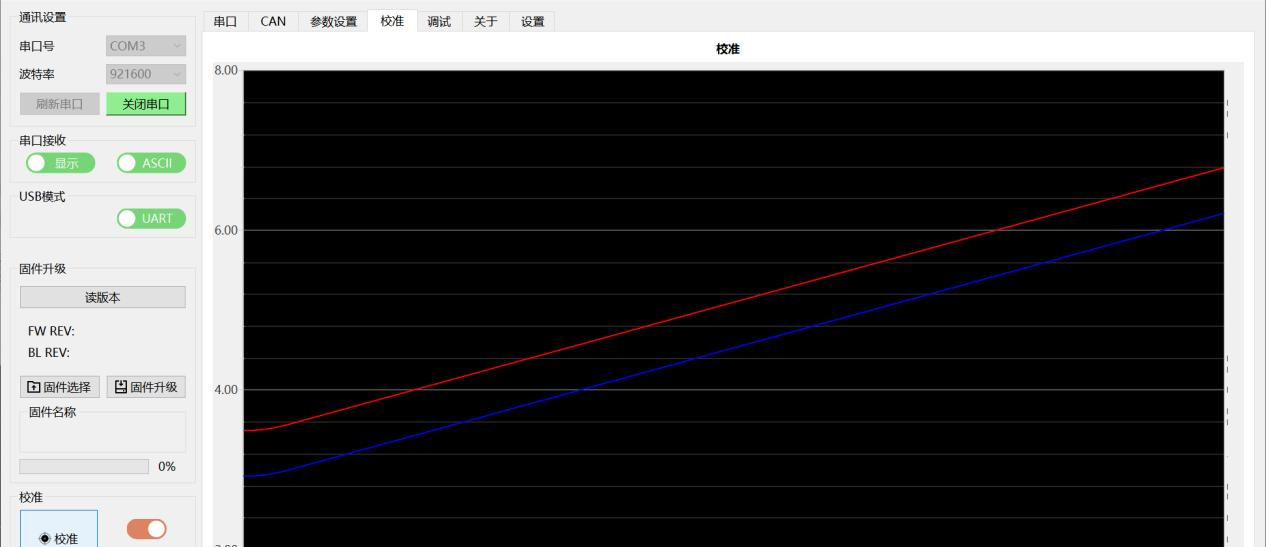 通讯设置
串口号
COM3
波特率
921600
刷新串口
关闭串口
串口接收
显示
ASCII
USB模式
UART
固件升级
读版本
FW REV:
BL REV:
固件选择
固件升级
固件名称
0%
校准
校准
串口 CAN 参数设置 校准 调试 关于 设置
校准
8.00
6.00
4.00